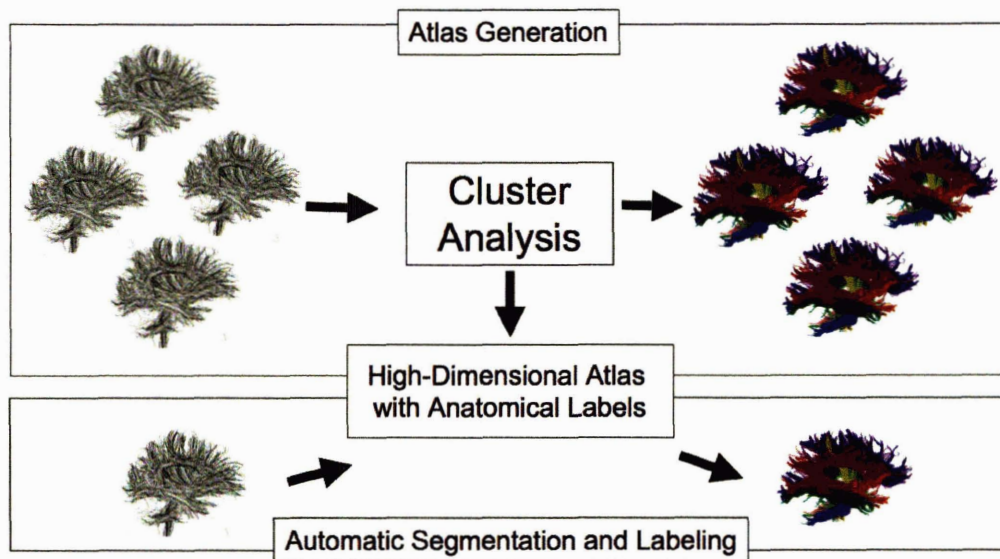 Atlas Generation
Cluster
Analysis
High-Dimensional Atlas
with Anatomical Labels
Automatic Segmentation and Labeling